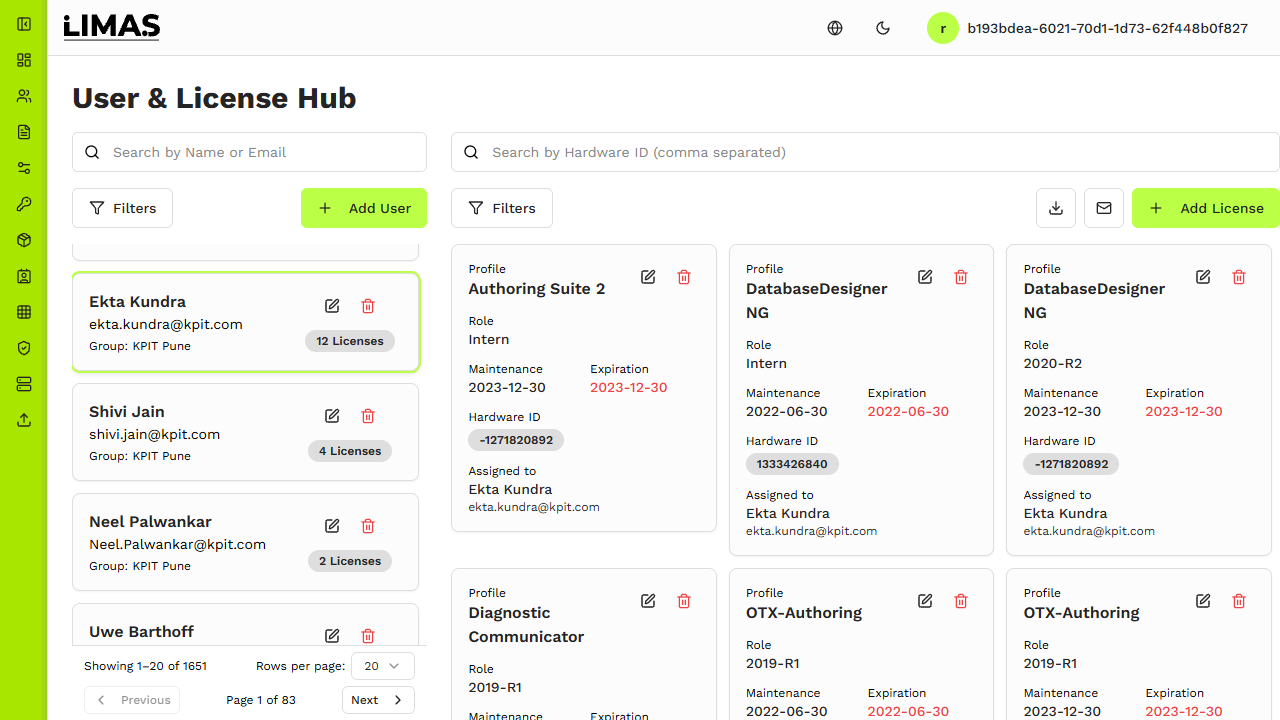 LIMAS
r
b193bdea-6021-70d1-1d73-62f448b0f827
User & License Hub
Search by Name or Email
Filters
Add User
Ekta Kundra
ekta.kundra@kpit.com
Group: KPIT Pune
12 Licenses
Shivi Jain
shivi.jain@kpit.com
Group: KPIT Pune
4 Licenses
Neel Palwankar
Neel.Palwankar@kpit.com
Group: KPIT Pune
2 Licenses
Uwe Barthoff
Showing 1–20 of 1651
Rows per page:
20
Previous
Page 1 of 83
Next
Search by Hardware ID (comma separated)
Filters
Add License
Profile
Authoring Suite 2
Role
Intern
Maintenance
2023-12-30
Expiration
2023-12-30
Hardware ID
-1271820892
Assigned to
Ekta Kundra
ekta.kundra@kpit.com
Profile
DatabaseDesigner
NG
Role
Intern
Maintenance
2022-06-30
Expiration
2022-06-30
Hardware ID
1333426840
Assigned to
Ekta Kundra
ekta.kundra@kpit.com
Profile
DatabaseDesigner
NG
Role
2020-R2
Maintenance
2023-12-30
Expiration
2023-12-30
Hardware ID
-1271820892
Assigned to
Ekta Kundra
ekta.kundra@kpit.com
Profile
Diagnostic
Communicator
Role
2019-R1
Maintenance
Expiration
Profile
OTX-Authoring
Role
2019-R1
Maintenance
2022-06-30
Expiration
2022-06-30
Profile
OTX-Authoring
Role
2019-R1
Maintenance
2023-12-30
Expiration
2023-12-30